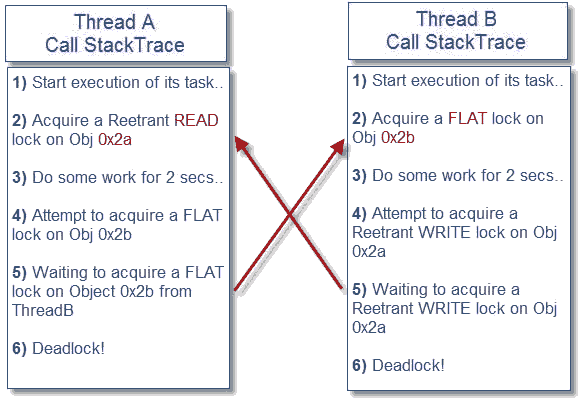 Thread A
Call StackTrace
1) Start execution of its task..
2) Acquire a Reetrant READ
lock on Obj 0x2a
3) Do some work for 2 secs..
4) Attempt to acquire a FLAT
lock on Obj 0x2b
5) Waiting to acquire a FLAT
lock on Object 0x2b from
ThreadB
6) Deadlock!
Thread B
Call StackTrace
1) Start execution of its task..
2) Acquire a FLAT lock on
Obj 0x2b
3) Do some work for 2 secs..
4) Attempt to acquire a
Reetrant WRITE lock on Obj
0x2a
5) Waiting to acquire a
Reetrant WRITE lock on Obj
0x2a
6) Deadlock!